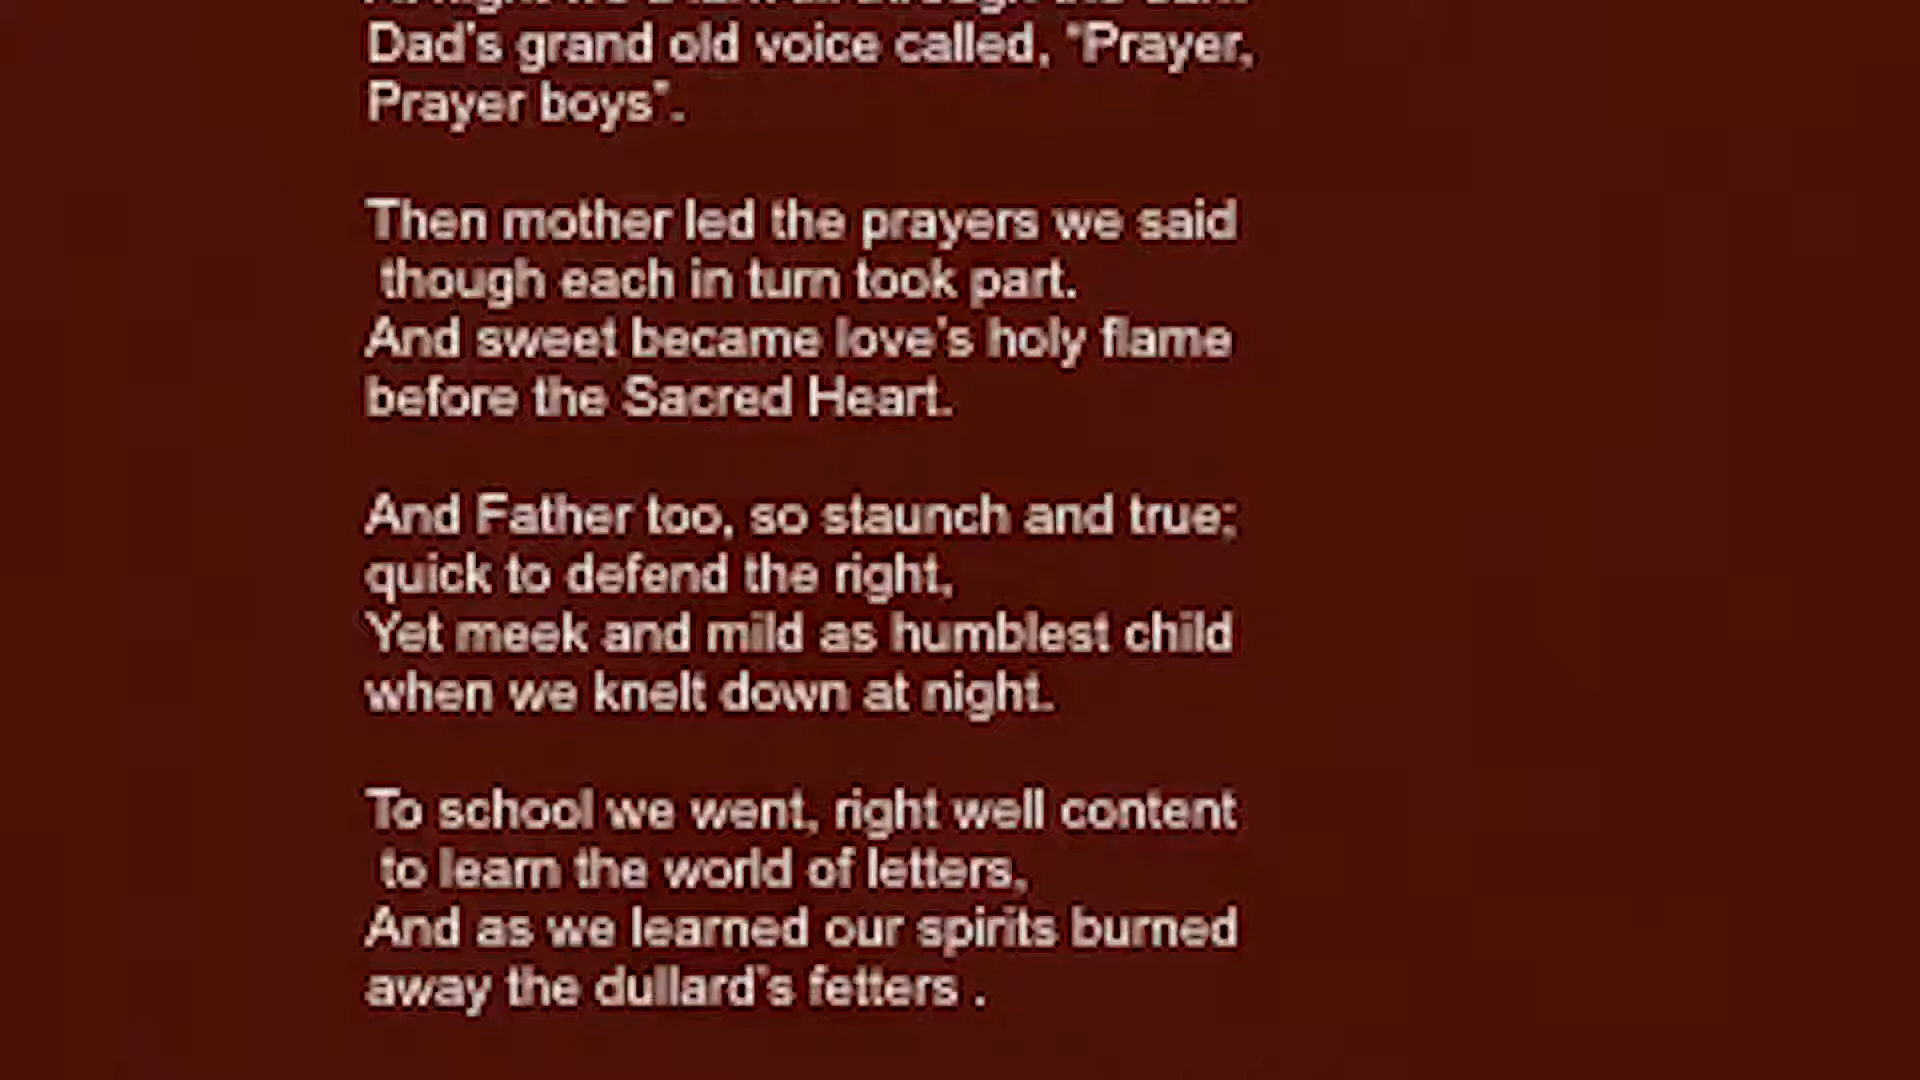 Dad's grand old voice called, "Prayer,
Prayer boys".
Then mother led the prayers we said
though each in turn took part.
And sweet became love's holy flame
before the Sacred Heart.
And Father too, so staunch and true;
quick to defend the right,
Yet meek and mild as humblest child
when we knelt down at night.
To school we went, right well content
to learn the world of letters,
And as we learned our spirits burned
away the dullard's fetters .